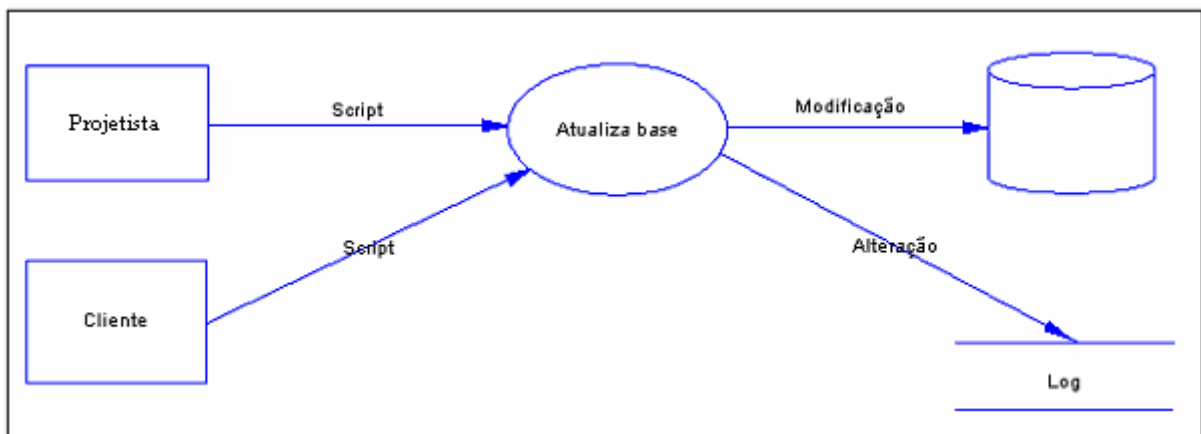 Projetista
Script
Atualiza base
Modificação
Script
Alteração
Cliente
Log